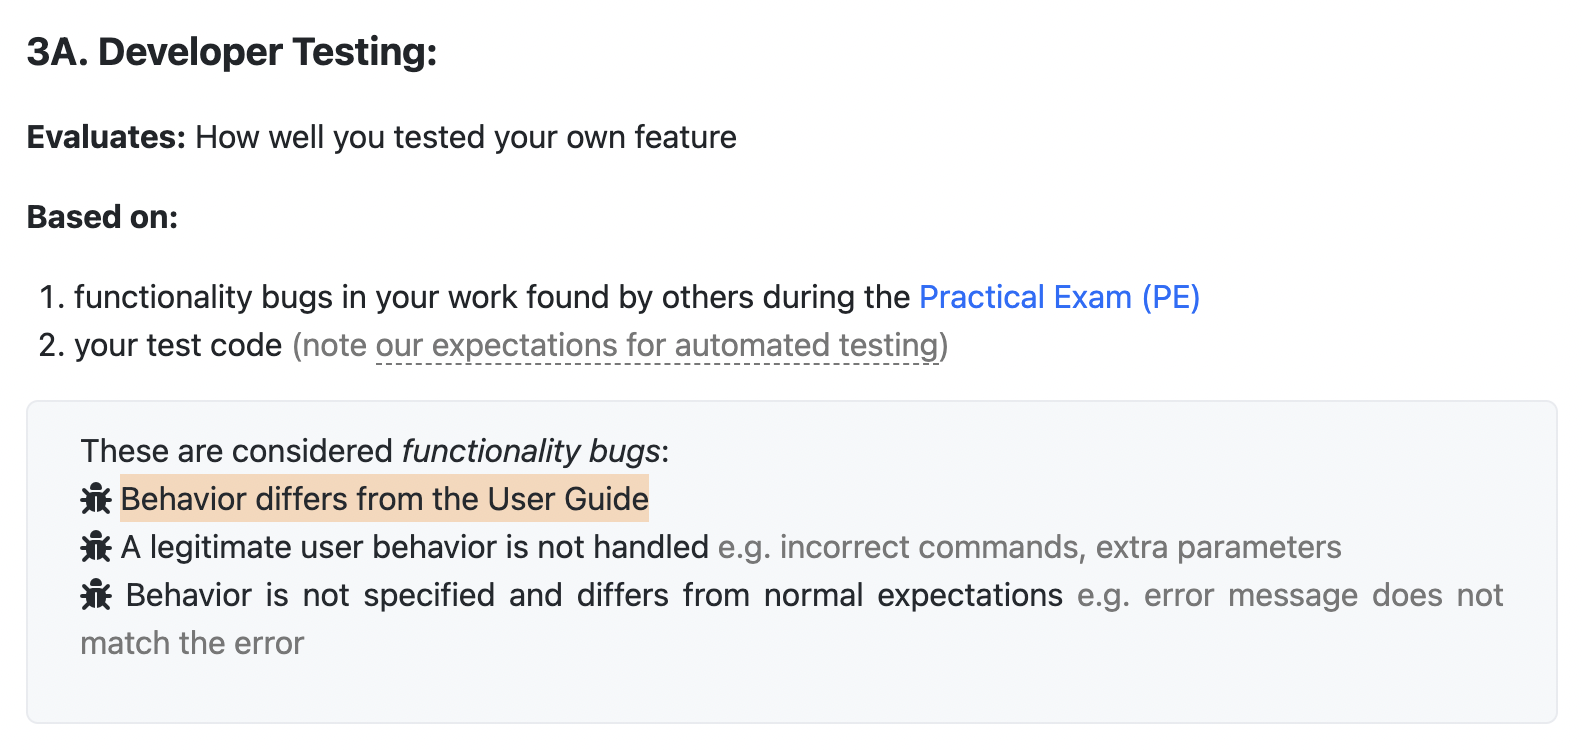 3A. Developer Testing:
Evaluates: How well you tested your own feature
Based on:
1. functionality bugs in your work found by others during the Practical Exam (PE)
2. your test code (note our expectations for automated testing)
These are considered functionality bugs:
Behavior differs from the User Guide
A legitimate user behavior is not handled e.g. incorrect commands, extra parameters
Behavior is not specified and differs from normal expectations e.g. error message does not
match the error